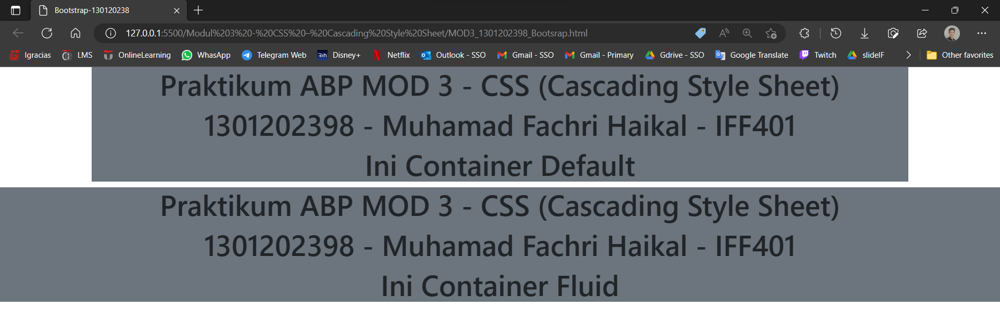 Bootstrap-130120238
127.0.0.1:5500/Modul%203%20-%20CSS%20–%20Cascading%20Style%20Sheet/MOD3_1301202398_Bootsrap.html
Igracias LMS OnlineLearning WhasApp Telegram Web Disney+ Netflix Outlook - SSO Gmail - SSO Gmail - Primary Gdrive - SSO Google Translate Twitch slidelF Other favorites
Praktikum ABP MOD 3 - CSS (Cascading Style Sheet)
1301202398 - Muhamad Fachri Haikal - IFF401
Ini Container Default
Praktikum ABP MOD 3 - CSS (Cascading Style Sheet)
1301202398 - Muhamad Fachri Haikal - IFF401
Ini Container Fluid